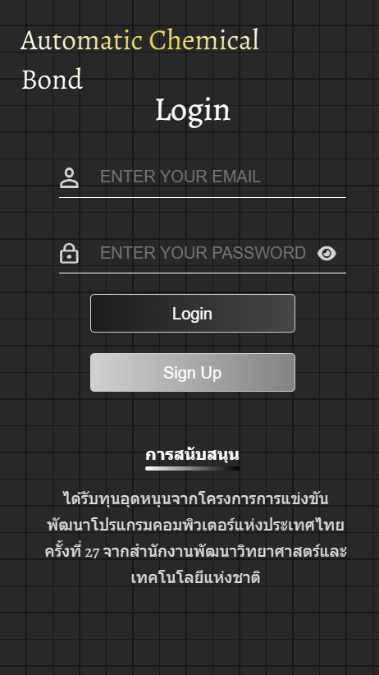 Automatic Chemical
Bond
Login
ENTER YOUR EMAIL
ENTER YOUR PASSWORD
Login
Sign Up
การสนับสนุน
ได้รับทุนอุดหนุนจากโครงการการแข่งขัน
พัฒนาโปรแกรมคอมพิวเตอร์แห่งประเทศไทย
ครั้งที่ 27 จากสำนักงานพัฒนาวิทยาศาสตร์และ
เทคโนโลยีแห่งชาติ